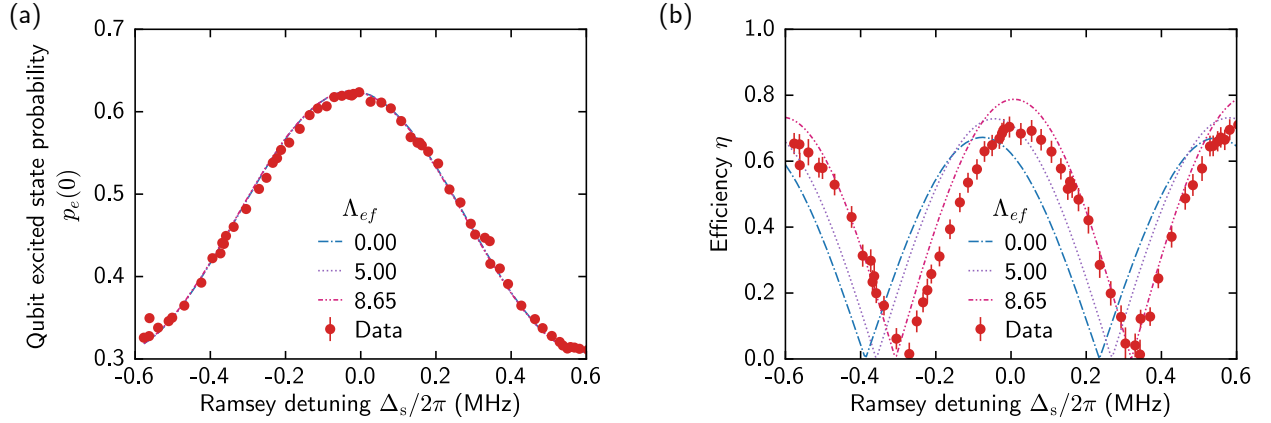 (a)
Qubit excited state probability
p_e(0)
0.7
0.6
0.5
0.4
0.3
-0.6 -0.4 -0.2 0.0 0.2 0.4 0.6
Ramsey detuning Δ_s/2π (MHz)
Λ_ef
0.00
5.00
8.65
Data
(b)
Efficiency η
1.0
0.8
0.6
0.4
0.2
0.0
-0.6 -0.4 -0.2 0.0 0.2 0.4 0.6
Ramsey detuning Δ_s/2π (MHz)
Λ_ef
0.00
5.00
8.65
Data